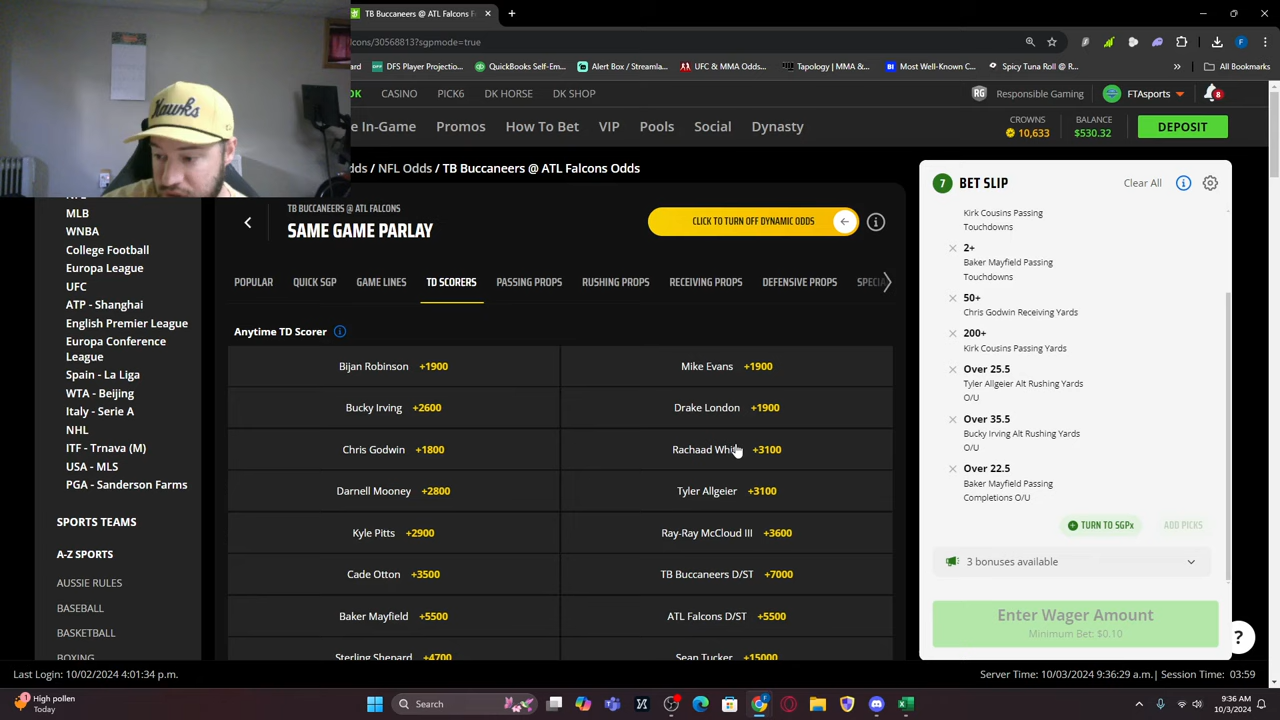 TB Buccaneers @ ATL Falcons F
cons/30568813?sgpmode=true
ard DFS Player Projectio... QuickBooks Self-Em... Alert Box / Streamla... UFC & MMA Odds... Tapology | MMA &... Most Well-Known C... Spicy Tuna Roll @ R... » All Bookmarks
OK CASINO PICK6 DK HORSE DK SHOP RG Responsible Gaming FTAsports 8
e In-Game Promos How To Bet VIP Pools Social Dynasty CROWNS 10,633 BALANCE $530.32 DEPOSIT
Hawks
dds / NFL Odds / TB Buccaneers @ ATL Falcons Odds
NFL
MLB
WNBA
College Football
Europa League
UFC
ATP - Shanghai
English Premier League
Europa Conference
League
Spain - La Liga
WTA - Beijing
Italy - Serie A
NHL
ITF - Trnava (M)
USA - MLS
PGA - Sanderson Farms
SPORTS TEAMS
A-Z SPORTS
AUSSIE RULES
BASEBALL
BASKETBALL
BOXING
TB BUCCANEERS @ ATL FALCONS
SAME GAME PARLAY
CLICK TO TURN OFF DYNAMIC ODDS
POPULAR QUICK SGP GAME LINES TD SCORERS PASSING PROPS RUSHING PROPS RECEIVING PROPS DEFENSIVE PROPS SPECIA
Anytime TD Scorer
Bijan Robinson +1900 Mike Evans +1900
Bucky Irving +2600 Drake London +1900
Chris Godwin +1800 Rachaad White +3100
Darnell Mooney +2800 Tyler Allgeier +3100
Kyle Pitts +2900 Ray-Ray McCloud III +3600
Cade Otton +3500 TB Buccaneers D/ST +7000
Baker Mayfield +5500 ATL Falcons D/ST +5500
Sterling Shepard +4700 Sean Tucker +15000
7 BET SLIP Clear All
Kirk Cousins Passing
Touchdowns
2+
Baker Mayfield Passing
Touchdowns
50+
Chris Godwin Receiving Yards
200+
Kirk Cousins Passing Yards
Over 25.5
Tyler Allgeier Alt Rushing Yards
O/U
Over 35.5
Bucky Irving Alt Rushing Yards
O/U
Over 22.5
Baker Mayfield Passing
Completions O/U
TURN TO SGPx ADD PICKS
3 bonuses available
Enter Wager Amount
Minimum Bet: $0.10
?
Last Login: 10/02/2024 4:01:34 p.m. Server Time: 10/03/2024 9:36:29 a.m. | Session Time: 03:59
1 High pollen
Today
Search
9:36 AM
10/3/2024